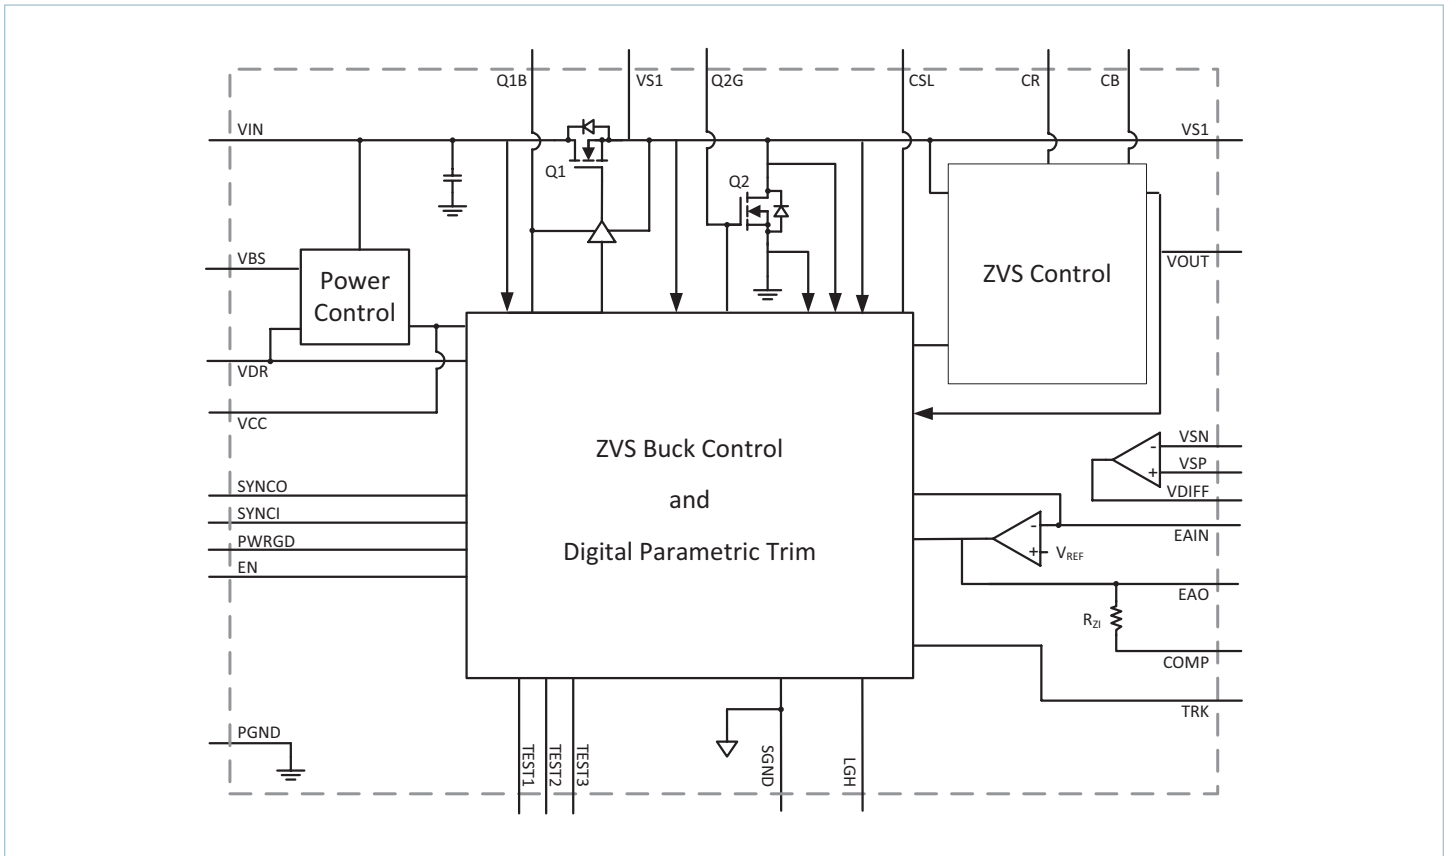 Q1B
VS1
Q2G
CSL
CR
CB
VIN
VS1
Q1
Q2
VBS
Power
Control
ZVS Control
VOUT
VDR
VCC
ZVS Buck Control
and
Digital Parametric Trim
VSN
-
VSP
+
VDIFF
SYNCO
SYNCI
PWRGD
EN
EAIN
-
+
VREF
EAO
RZI
COMP
TRK
PGND
TEST1
TEST2
TEST3
SGND
LGH